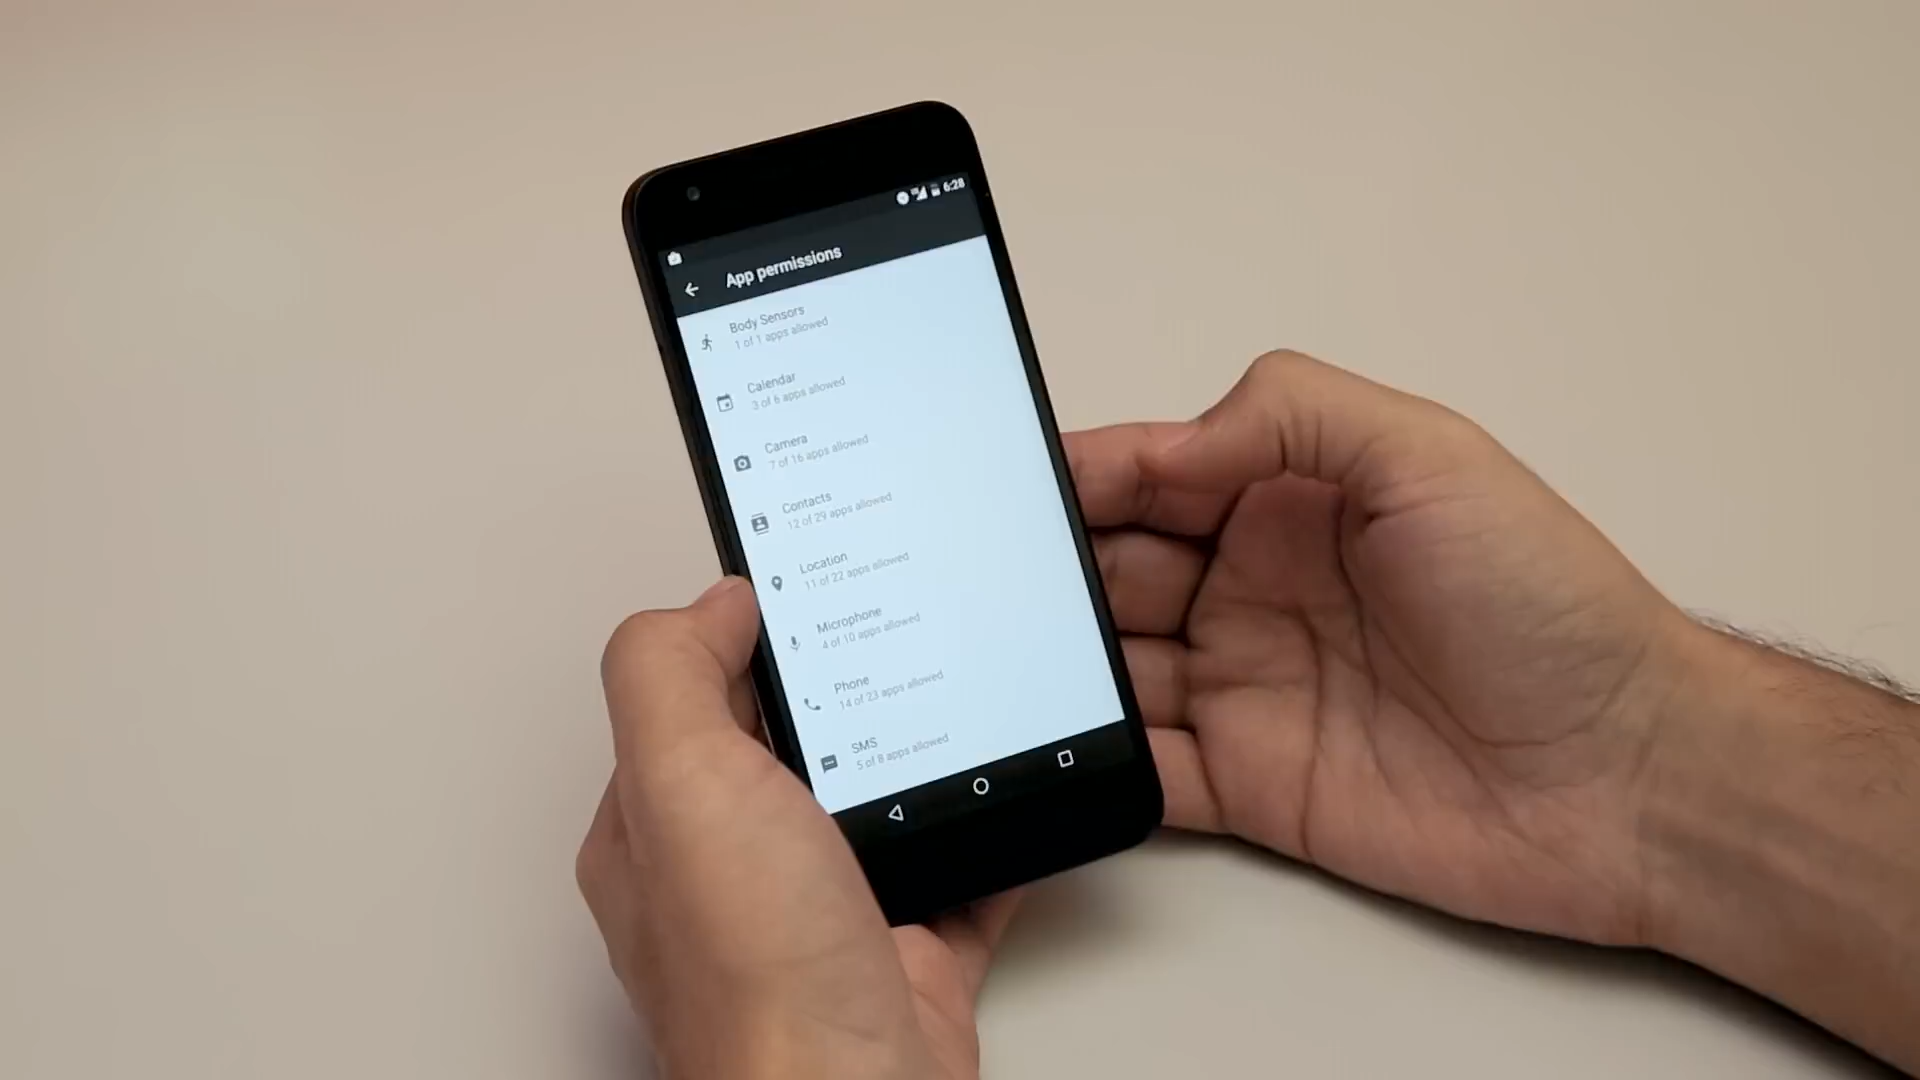 6:28
App permissions
Body Sensors
1 of 1 apps allowed
Calendar
3 of 6 apps allowed
Camera
7 of 16 apps allowed
Contacts
12 of 29 apps allowed
Location
11 of 22 apps allowed
Microphone
4 of 10 apps allowed
Phone
14 of 23 apps allowed
SMS
5 of 8 apps allowed